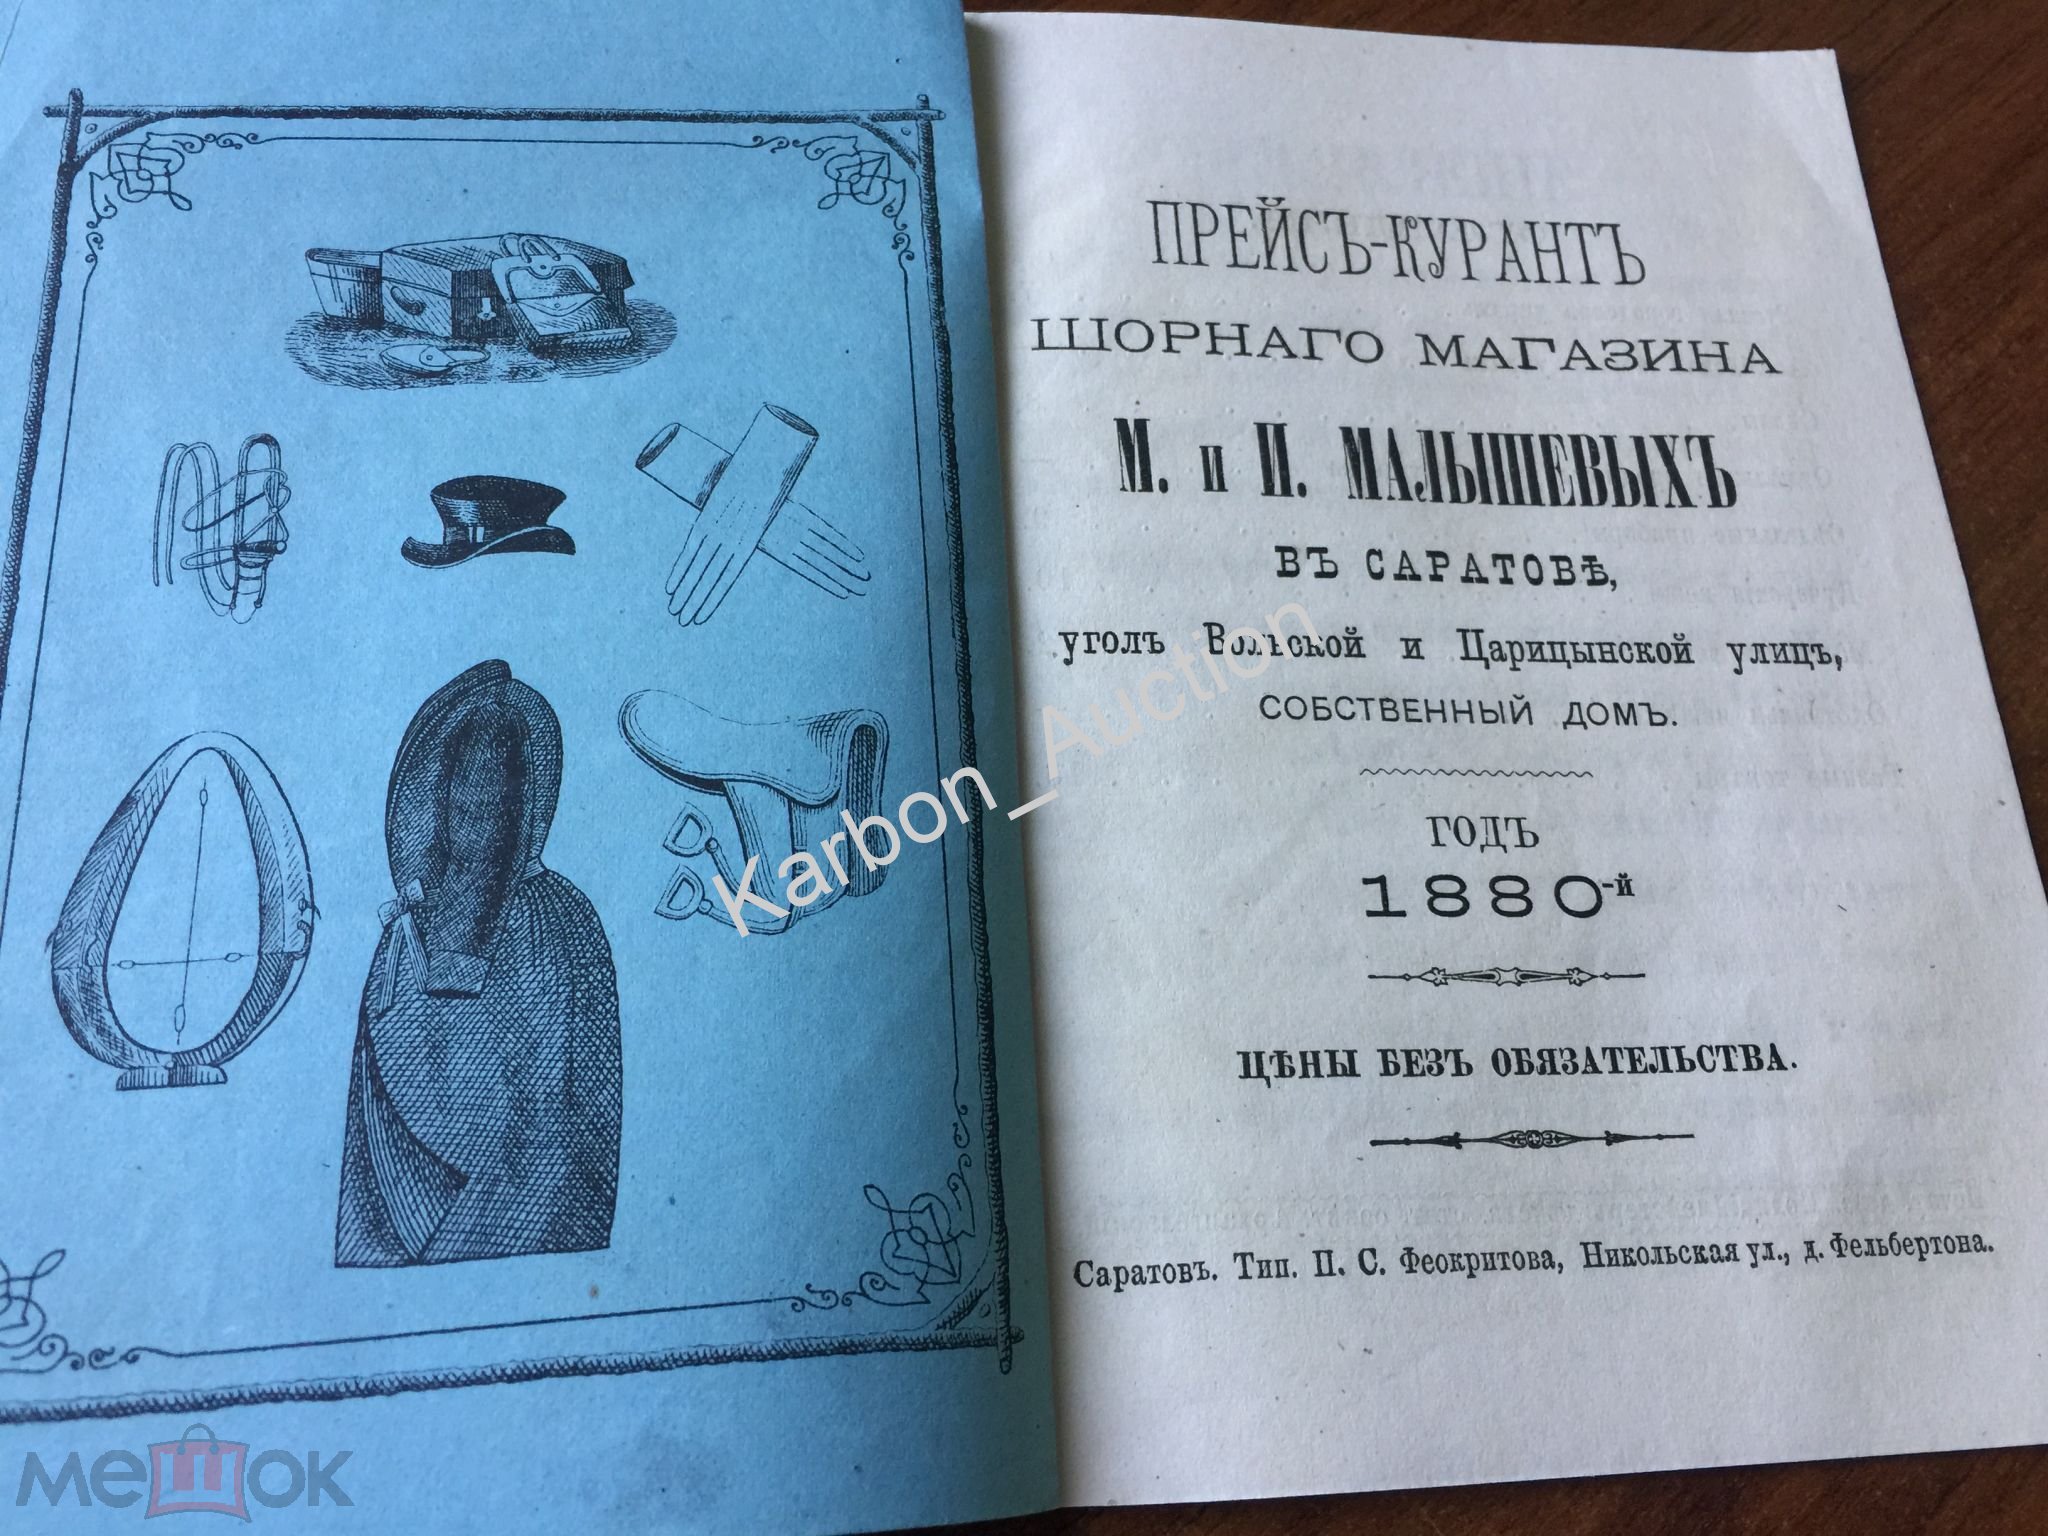 ПРЕЙСЪ-КУРАНТЪ
ШОРНАГО МАГАЗИНА
М. и И. МАЛЫШЕВЫХЪ
ВЪ САРАТОВѢ,
уголъ Вольской и Царицынской улицъ,
СОБСТВЕННЫЙ ДОМЪ.
ГОДЪ
1880-й
ЦѢНЫ БЕЗЪ ОБЯЗАТЕЛЬСТВА.
Саратовъ. Тип. П. С. Феокритова, Никольская ул., д. Фельбертона.
Karbon_Auction
мешок